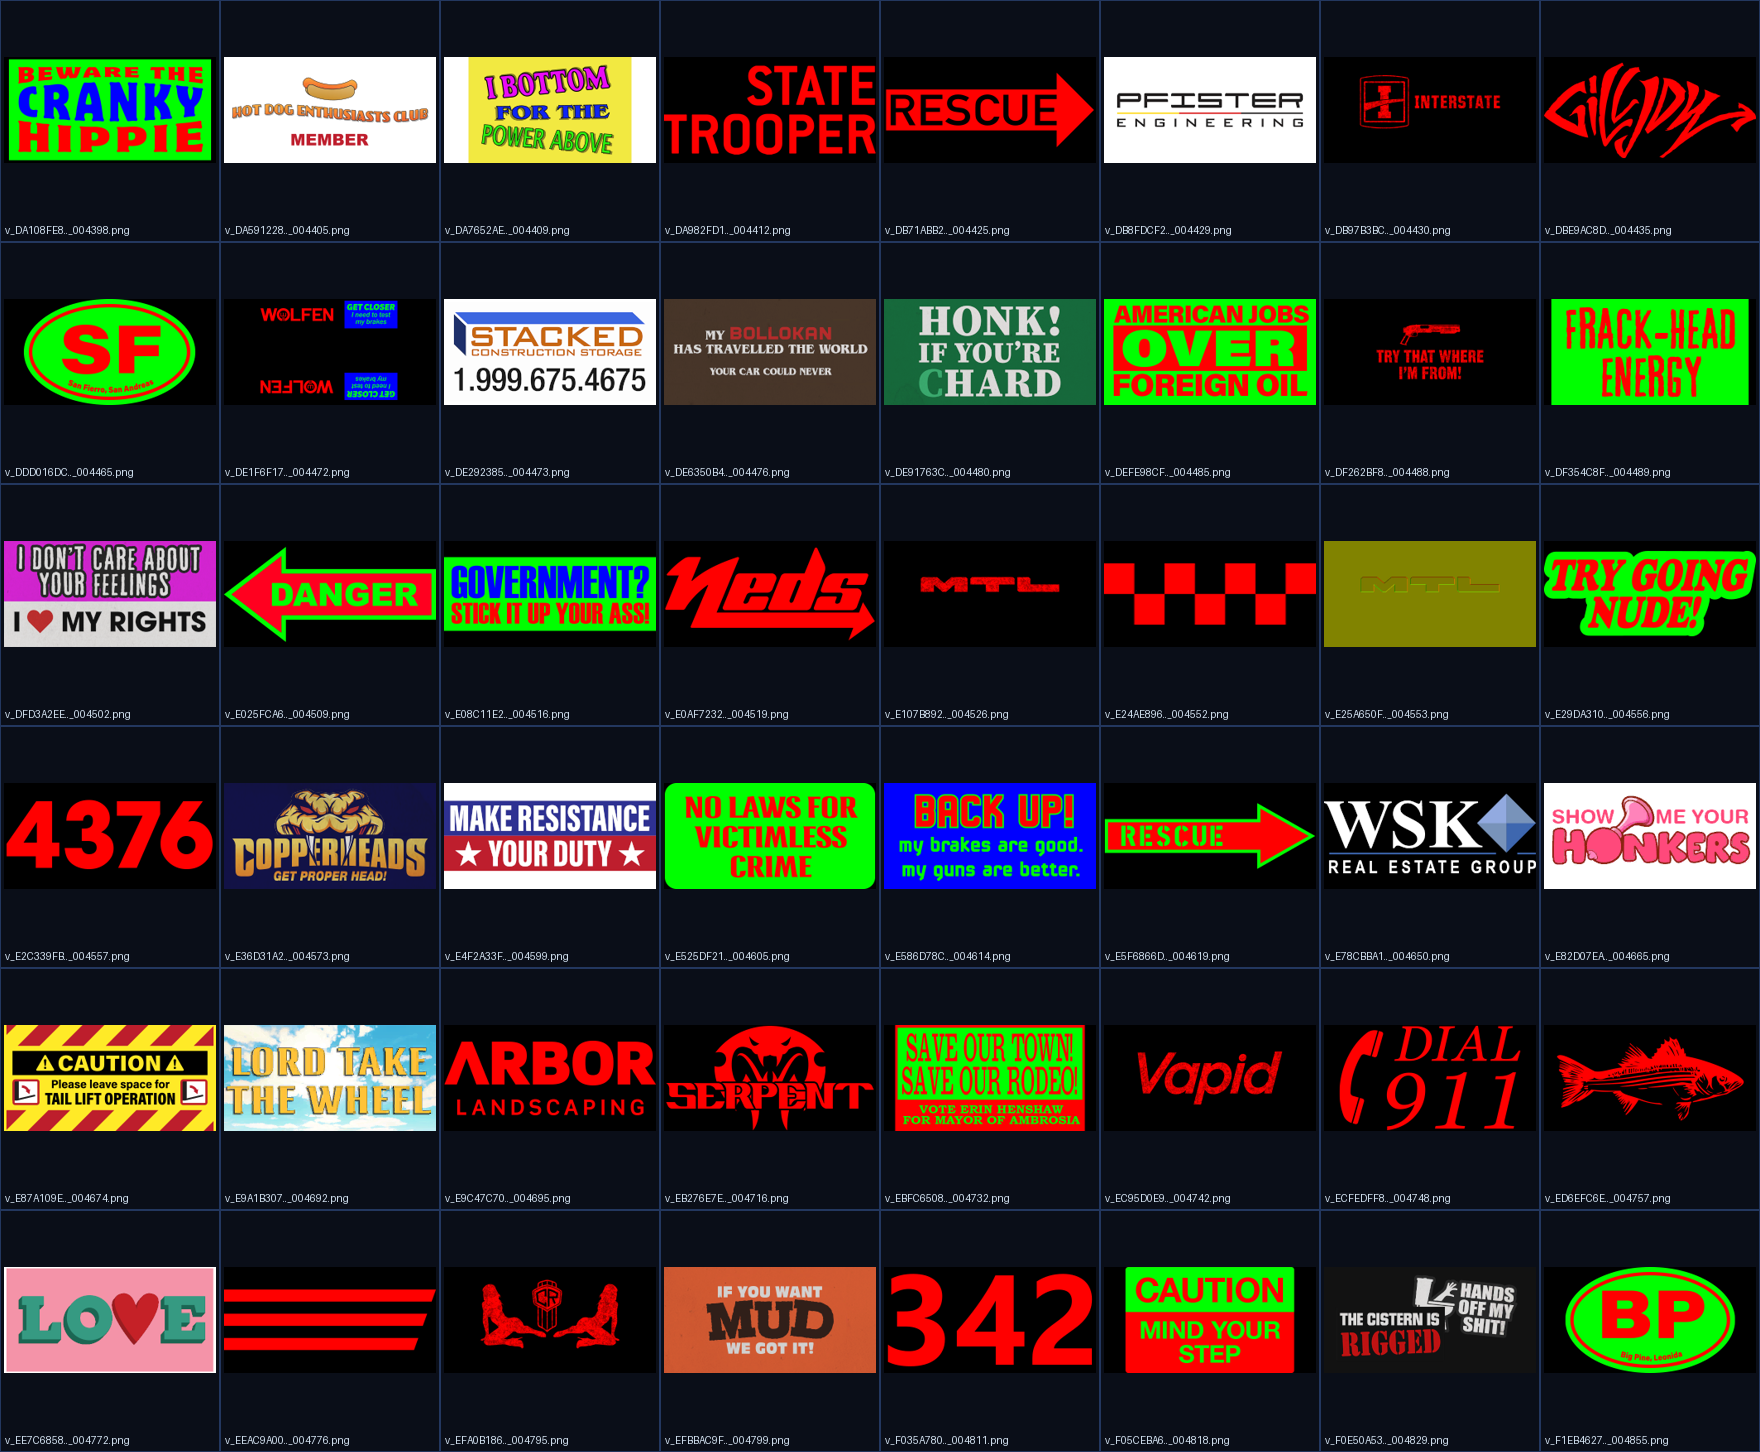 BEWARE THE
CRANKY
HIPPIE
v_DA108FE8.._004398.png
HOT DOG ENTHUSIASTS CLUB
MEMBER
v_DA591228.._004405.png
I BOTTOM
FOR THE
POWER ABOVE
v_DA7652AE.._004409.png
STATE
TROOPER
v_DA982FD1.._004412.png
RESCUE
v_DB71ABB2.._004425.png
PFISTER
ENGINEERING
v_DB8FDCF2.._004429.png
INTERSTATE
v_DB97B3BC.._004430.png
GILLJOY
v_DBE9AC8D.._004435.png
SF
San Fierro, San Andreas
v_DDD016DC.._004465.png
WOLFEN
GET CLOSER
I need to test
my brakes
WOLFEN
GET CLOSER
I need to test
my brakes
v_DE1F6F17.._004472.png
STACKED
CONSTRUCTION STORAGE
1.999.675.4675
v_DE292385.._004473.png
MY BOLLOKAN
HAS TRAVELLED THE WORLD
YOUR CAR COULD NEVER
v_DE6350B4.._004476.png
HONK!
IF YOU'RE
CHARD
v_DE91763C.._004480.png
AMERICAN JOBS
OVER
FOREIGN OIL
v_DEFE98CF.._004485.png
TRY THAT WHERE
I'M FROM!
v_DF262BF8.._004488.png
FRACK-HEAD
ENERGY
v_DF354C8F.._004489.png
I DON'T CARE ABOUT
YOUR FEELINGS
I MY RIGHTS
v_DFD3A2EE.._004502.png
DANGER
v_E025FCA6.._004509.png
GOVERNMENT?
STICK IT UP YOUR ASS!
v_E08C11E2.._004516.png
Neds
v_E0AF7232.._004519.png
MTL
v_E107B892.._004526.png
v_E24AE896.._004552.png
MTL
v_E25A650F.._004553.png
TRY GOING
NUDE!
v_E29DA310.._004556.png
4376
v_E2C339FB.._004557.png
COPPERHEADS
GET PROPER HEAD!
v_E36D31A2.._004573.png
MAKE RESISTANCE
YOUR DUTY
v_E4F2A33F.._004599.png
NO LAWS FOR
VICTIMLESS
CRIME
v_E525DF21.._004605.png
BACK UP!
my brakes are good.
my guns are better.
v_E586D78C.._004614.png
RESCUE
v_E5F6866D.._004619.png
WSK
REAL ESTATE GROUP
v_E78CBBA1.._004650.png
SHOW ME YOUR
HONKERS
v_E82D07EA.._004665.png
CAUTION
Please leave space for
TAIL LIFT OPERATION
v_E87A109E.._004674.png
LORD TAKE
THE WHEEL
v_E9A1B307.._004692.png
ARBOR
LANDSCAPING
v_E9C47C70.._004695.png
SERPENT
v_EB276E7E.._004716.png
SAVE OUR TOWN!
SAVE OUR RODEO!
VOTE ERIN HENSHAW
FOR MAYOR OF AMBROSIA
v_EBFC6508.._004732.png
Vapid
v_EC95D0E9.._004742.png
DIAL
911
v_ECFEDFF8.._004748.png
v_ED6EFC6E.._004757.png
LOVE
v_EE7C6858.._004772.png
v_EEAC9A00.._004776.png
v_EFA0B186.._004795.png
IF YOU WANT
MUD
WE GOT IT!
v_EFBBAC9F.._004799.png
342
v_F035A780.._004811.png
CAUTION
MIND YOUR
STEP
v_F05CEBA6.._004818.png
HANDS
OFF MY
SHIT!
THE CISTERN IS
RIGGED
v_F0E50A53.._004829.png
BP
Big Pine, Leonida
v_F1EB4627.._004855.png